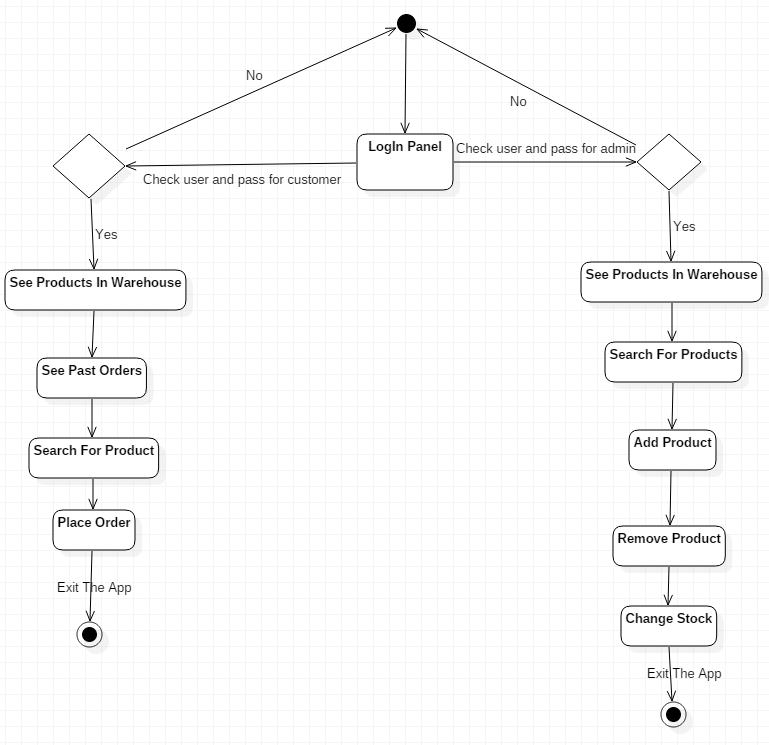 No
No
LogIn Panel
Check user and pass for admin
Check user and pass for customer
Yes
Yes
See Products In Warehouse
See Products In Warehouse
See Past Orders
Search For Products
Search For Product
Add Product
Place Order
Remove Product
Exit The App
Change Stock
Exit The App